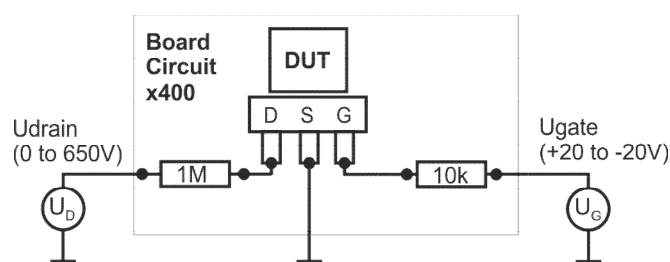 Board
Circuit
x400
DUT
D S G
Udrain
(0 to 650V)
Ugate
(+20 to -20V)
1M
10k
UD
UG